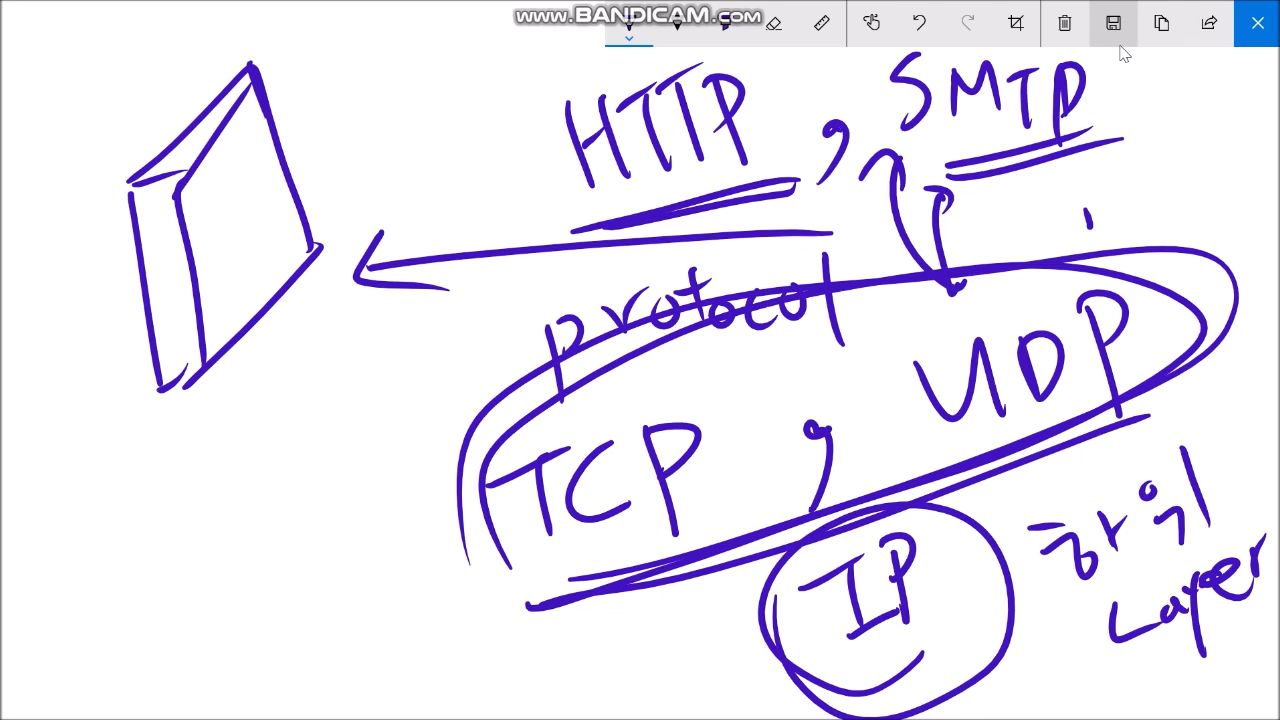 www.BANDICAM.com
HTTP, SMTP
protocol
TCP, UDP
IP
하위
Layer